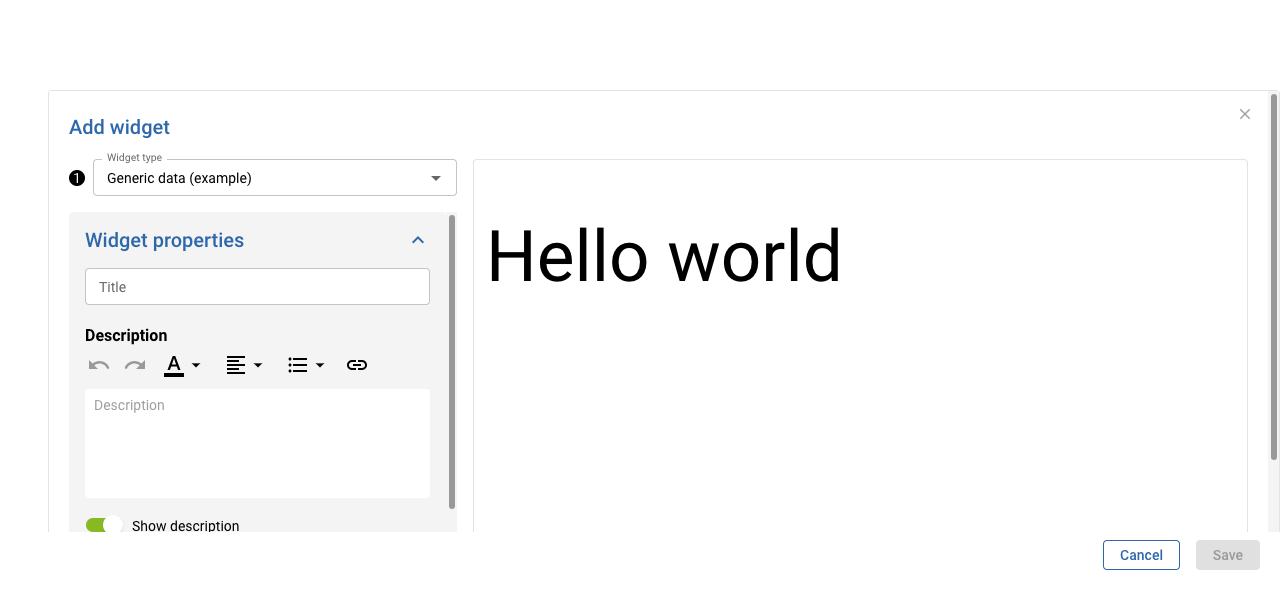 Add widget
Widget type
1
Generic data (example)
Widget properties
Title
Description
A
Description
Show description
Hello world
Cancel
Save